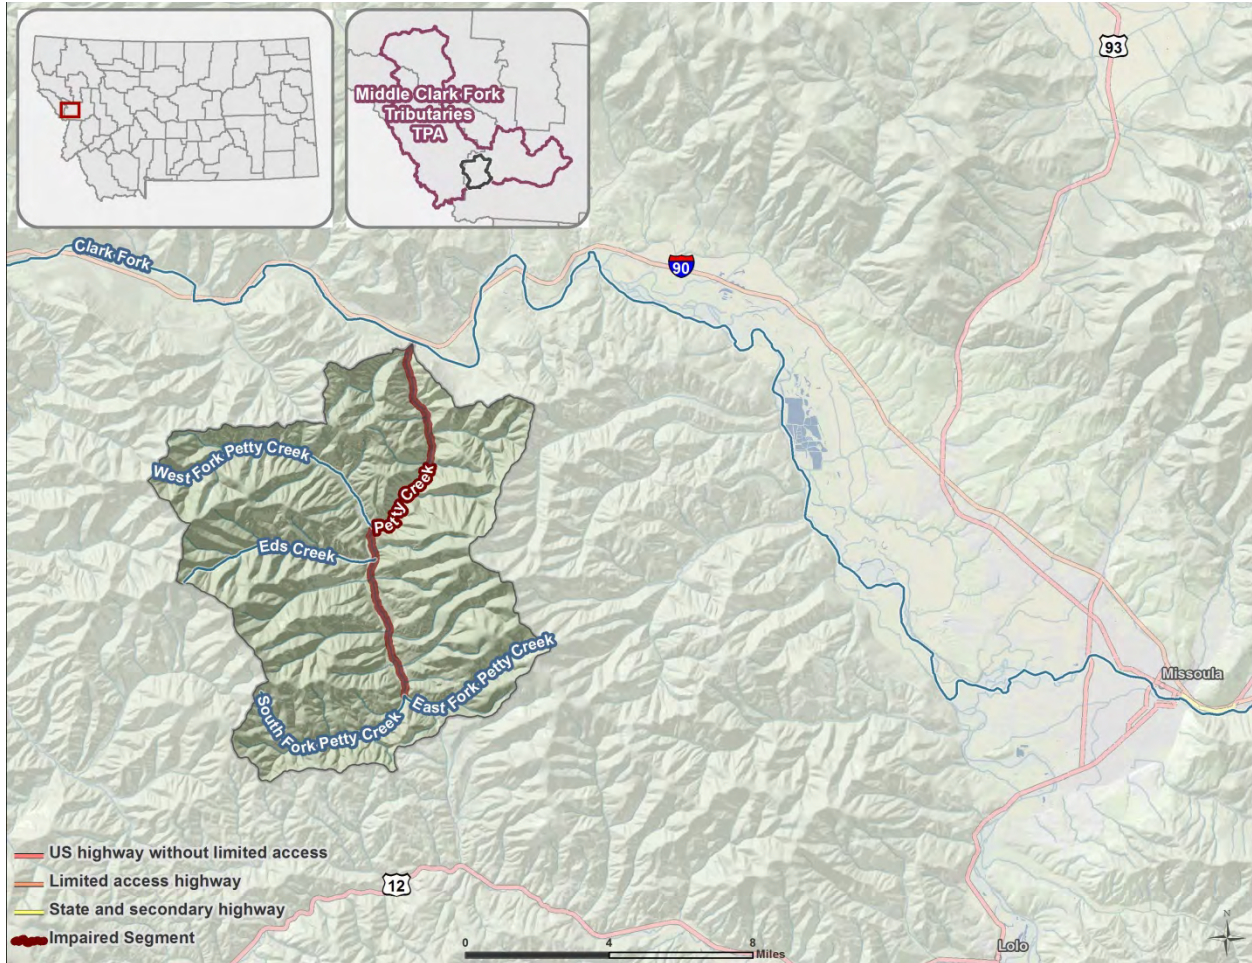 Middle Clark Fork
Tributaries
TPA
93
Clark Fork
90
West Fork Petty Creek
Petty Creek
Eds Creek
East Fork Petty Creek
South Fork Petty Creek
Missoula
US highway without limited access
Limited access highway
State and secondary highway
Impaired Segment
12
0 4 8
Miles
Lolo
N